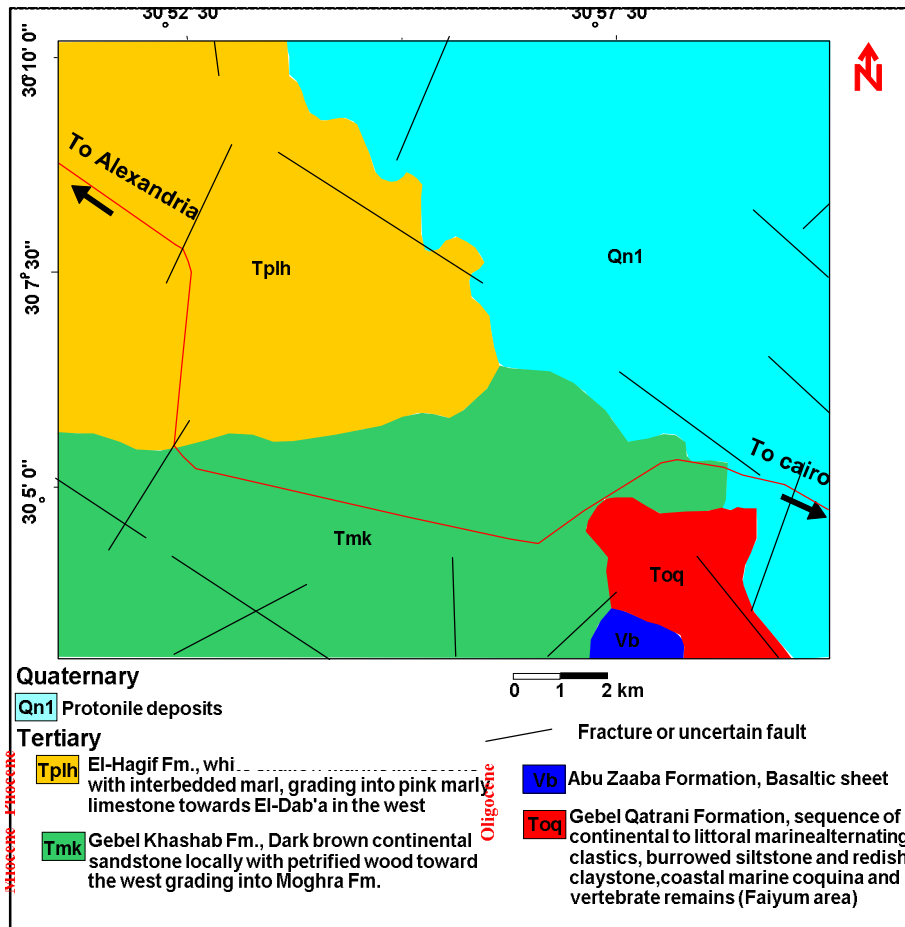 30° 52' 30"
30° 57' 30"
30° 10' 0"
N
To Alexandria
Tplh
Qn1
30° 7' 30"
To cairo
30° 5' 0"
Tmk
Toq
Vb
Quaternary
0 1 2 km
Qn1 Protonile deposits
Tertiary
Fracture or uncertain fault
Miocene Pliocene
Tplh El-Hagif Fm.,
with interbedded marl, grading into pink marly
limestone towards El-Dab'a in the west
Tmk Gebel Khashab Fm., Dark brown continental
sandstone locally with petrified wood toward
the west grading into Moghra Fm.
Oligocene
Vb Abu Zaaba Formation, Basaltic sheet
Toq Gebel Qatrani Formation, sequence of
continental to littoral marinealternating
clastics, burrowed siltstone and redish
claystone,coastal marine coquina and
vertebrate remains (Faiyum area)